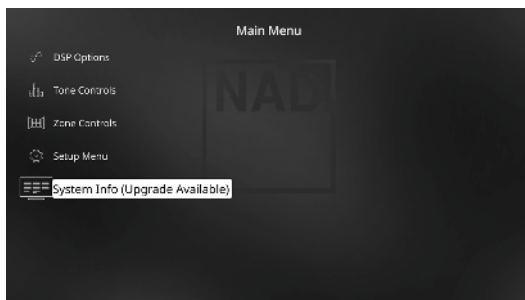 Main Menu
DSP Options
Tone Controls
NAD
Zone Controls
Setup Menu
System Info (Upgrade Available)